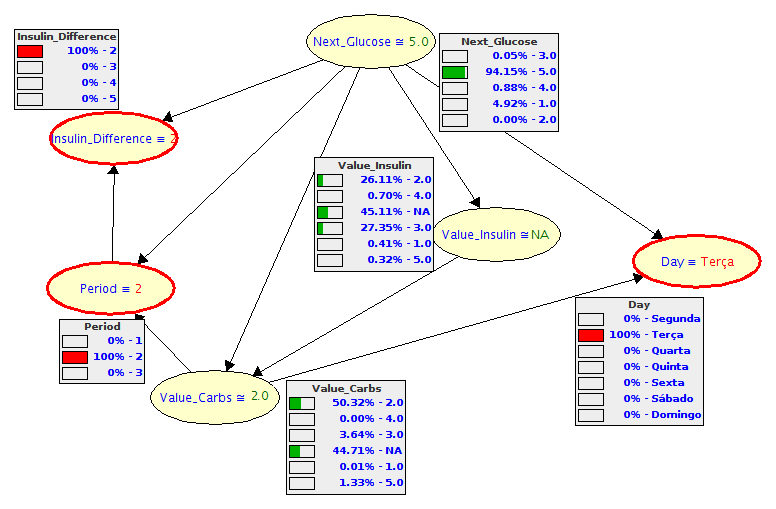 Insulin_Difference
100% - 2
0% - 3
0% - 4
0% - 5
Next_Glucose ≅ 5.0
Next_Glucose
0.05% - 3.0
94.15% - 5.0
0.88% - 4.0
4.92% - 1.0
0.00% - 2.0
Insulin_Difference ≡ 2
Value_Insulin
26.11% - 2.0
0.70% - 4.0
45.11% - NA
27.35% - 3.0
0.41% - 1.0
0.32% - 5.0
Value_Insulin ≅ NA
Day ≡ Terça
Period ≡ 2
Period
0% - 1
100% - 2
0% - 3
Day
0% - Segunda
100% - Terça
0% - Quarta
0% - Quinta
0% - Sexta
0% - Sábado
0% - Domingo
Value_Carbs ≅ 2.0
Value_Carbs
50.32% - 2.0
0.00% - 4.0
3.64% - 3.0
44.71% - NA
0.01% - 1.0
1.33% - 5.0